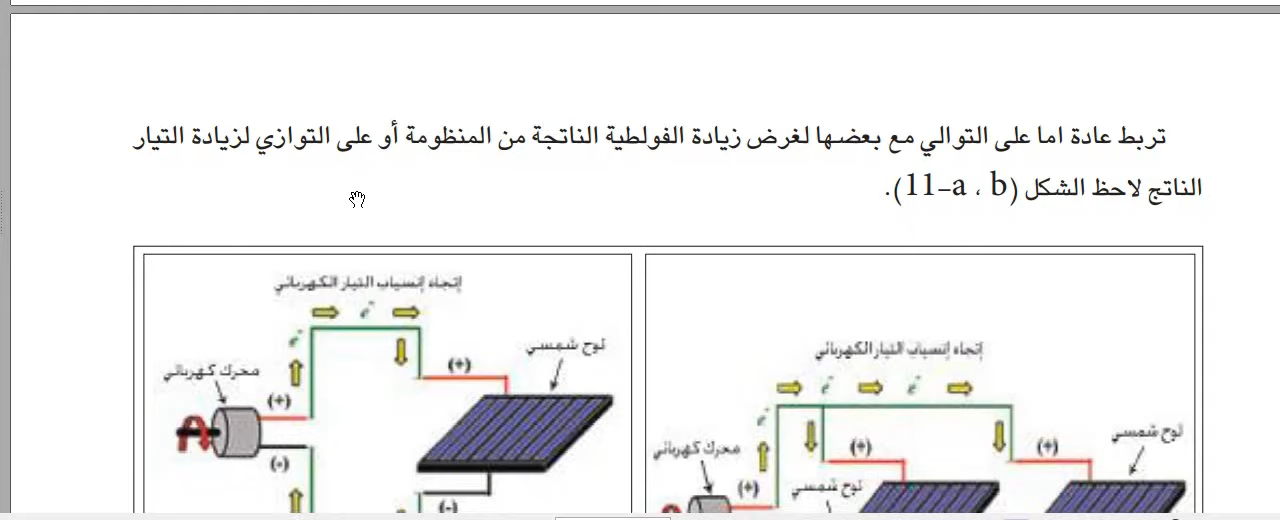 تربط عادة اما على التوالي مع بعضها لغرض زيادة الفولطية الناتجة من المنظومة أو على التوازي لزيادة التيار
الناتج لاحظ الشكل (11-a ، b).
إتجاه إنسياب التيار الكهربائي
e⁻
e⁻
لوح شمسي
(+)
محرك كهربائي
(+)
(-)
(-)
إتجاه إنسياب التيار الكهربائي
e⁻ e⁻
e⁻
لوح شمسي
(+) (+)
محرك كهربائي
لوح شمسي
(+)